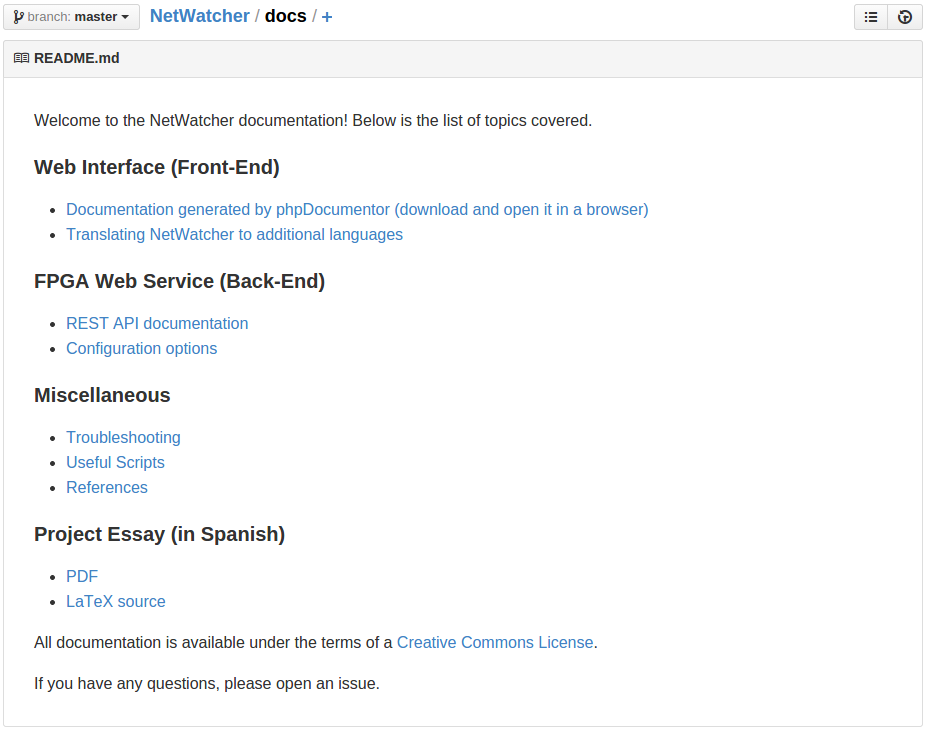 branch: master NetWatcher / docs / +
README.md
Welcome to the NetWatcher documentation! Below is the list of topics covered.
Web Interface (Front-End)
• Documentation generated by phpDocumentor (download and open it in a browser)
• Translating NetWatcher to additional languages
FPGA Web Service (Back-End)
• REST API documentation
• Configuration options
Miscellaneous
• Troubleshooting
• Useful Scripts
• References
Project Essay (in Spanish)
• PDF
• LaTeX source
All documentation is available under the terms of a Creative Commons License.
If you have any questions, please open an issue.